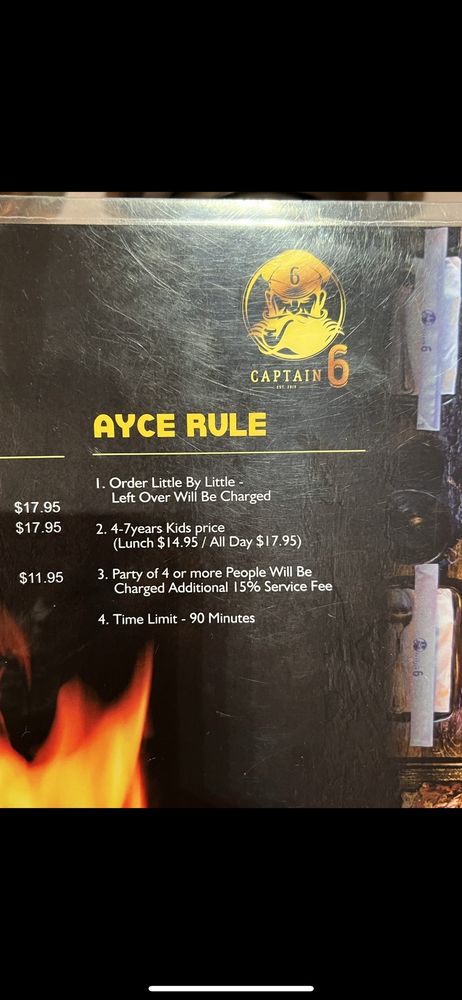 6
CAPTAIN 6
EST. 2019
AYCE RULE
1. Order Little By Little -
Left Over Will Be Charged
$17.95
$17.95
2. 4-7years Kids price
(Lunch $14.95 / All Day $17.95)
$11.95
3. Party of 4 or more People Will Be
Charged Additional 15% Service Fee
4. Time Limit - 90 Minutes